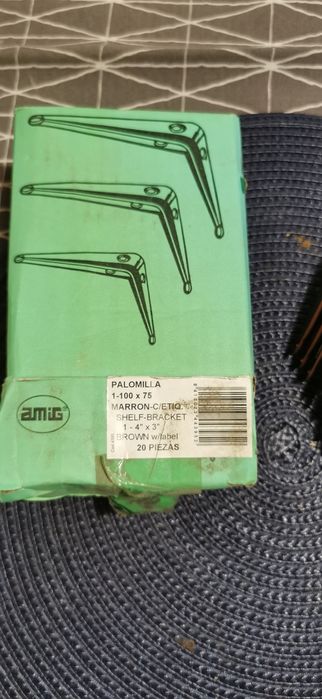 amig
PALOMILLA
1-100 x 75
MARRON-C/ETIQ.
SHELF-BRACKET
1 - 4" x 3"
BROWN w/label
20 PIEZAS